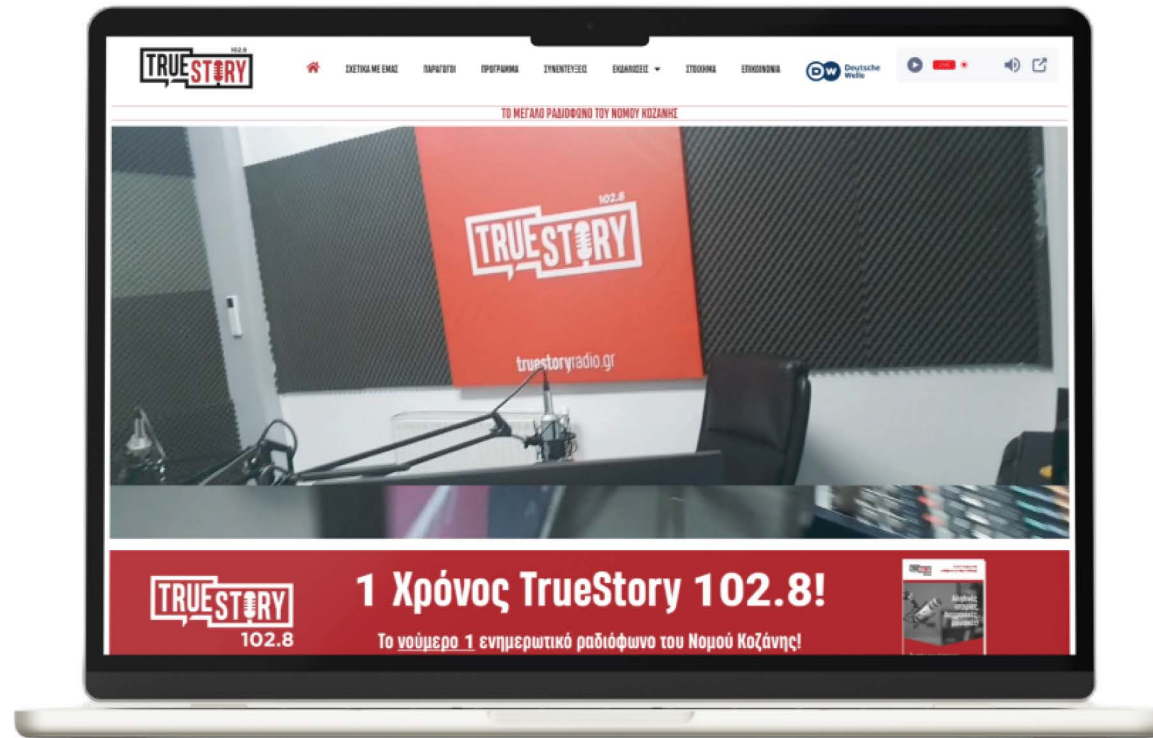 102.8
TRUE STORY
ΣΧΕΤΙΚΑ ΜΕ ΕΜΑΣ
ΠΑΡΑΓΩΓΟΙ
ΠΡΟΓΡΑΜΜΑ
ΣΥΝΕΝΤΕΥΞΕΙΣ
ΕΚΔΗΛΩΣΕΙΣ
ΣΤΟΙΧΗΜΑ
ΕΠΙΚΟΙΝΩΝΙΑ
DW Deutsche
Welle
LIVE
ΤΟ ΜΕΓΑΛΟ ΡΑΔΙΟΦΩΝΟ ΤΟΥ ΝΟΜΟΥ ΚΟΖΑΝΗΣ
102.8
TRUE STORY
truestoryradio.gr
TRUE STORY
102.8
1 Χρόνος TrueStory 102.8!
Το νούμερο 1 ενημερωτικό ραδιόφωνο του Νομού Κοζάνης!
Αληθινές
ιστορίες,